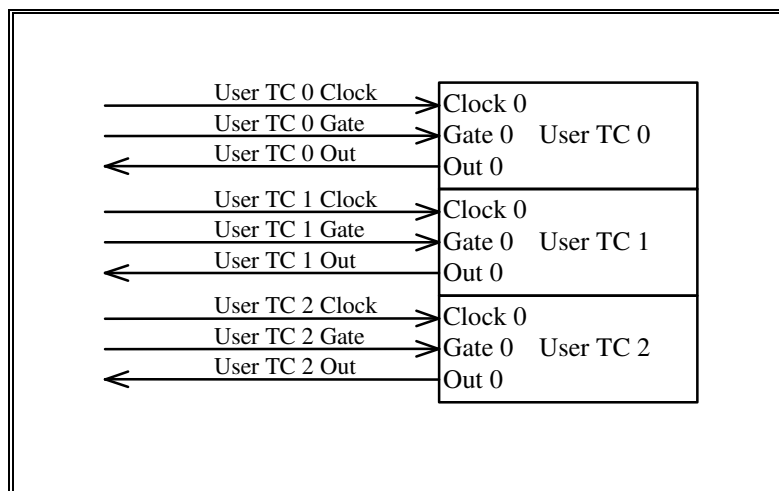 User TC 0 Clock
Clock 0
User TC 0 Gate
Gate 0 User TC 0
User TC 0 Out
Out 0
User TC 1 Clock
Clock 0
User TC 1 Gate
Gate 0 User TC 1
User TC 1 Out
Out 0
User TC 2 Clock
Clock 0
User TC 2 Gate
Gate 0 User TC 2
User TC 2 Out
Out 0